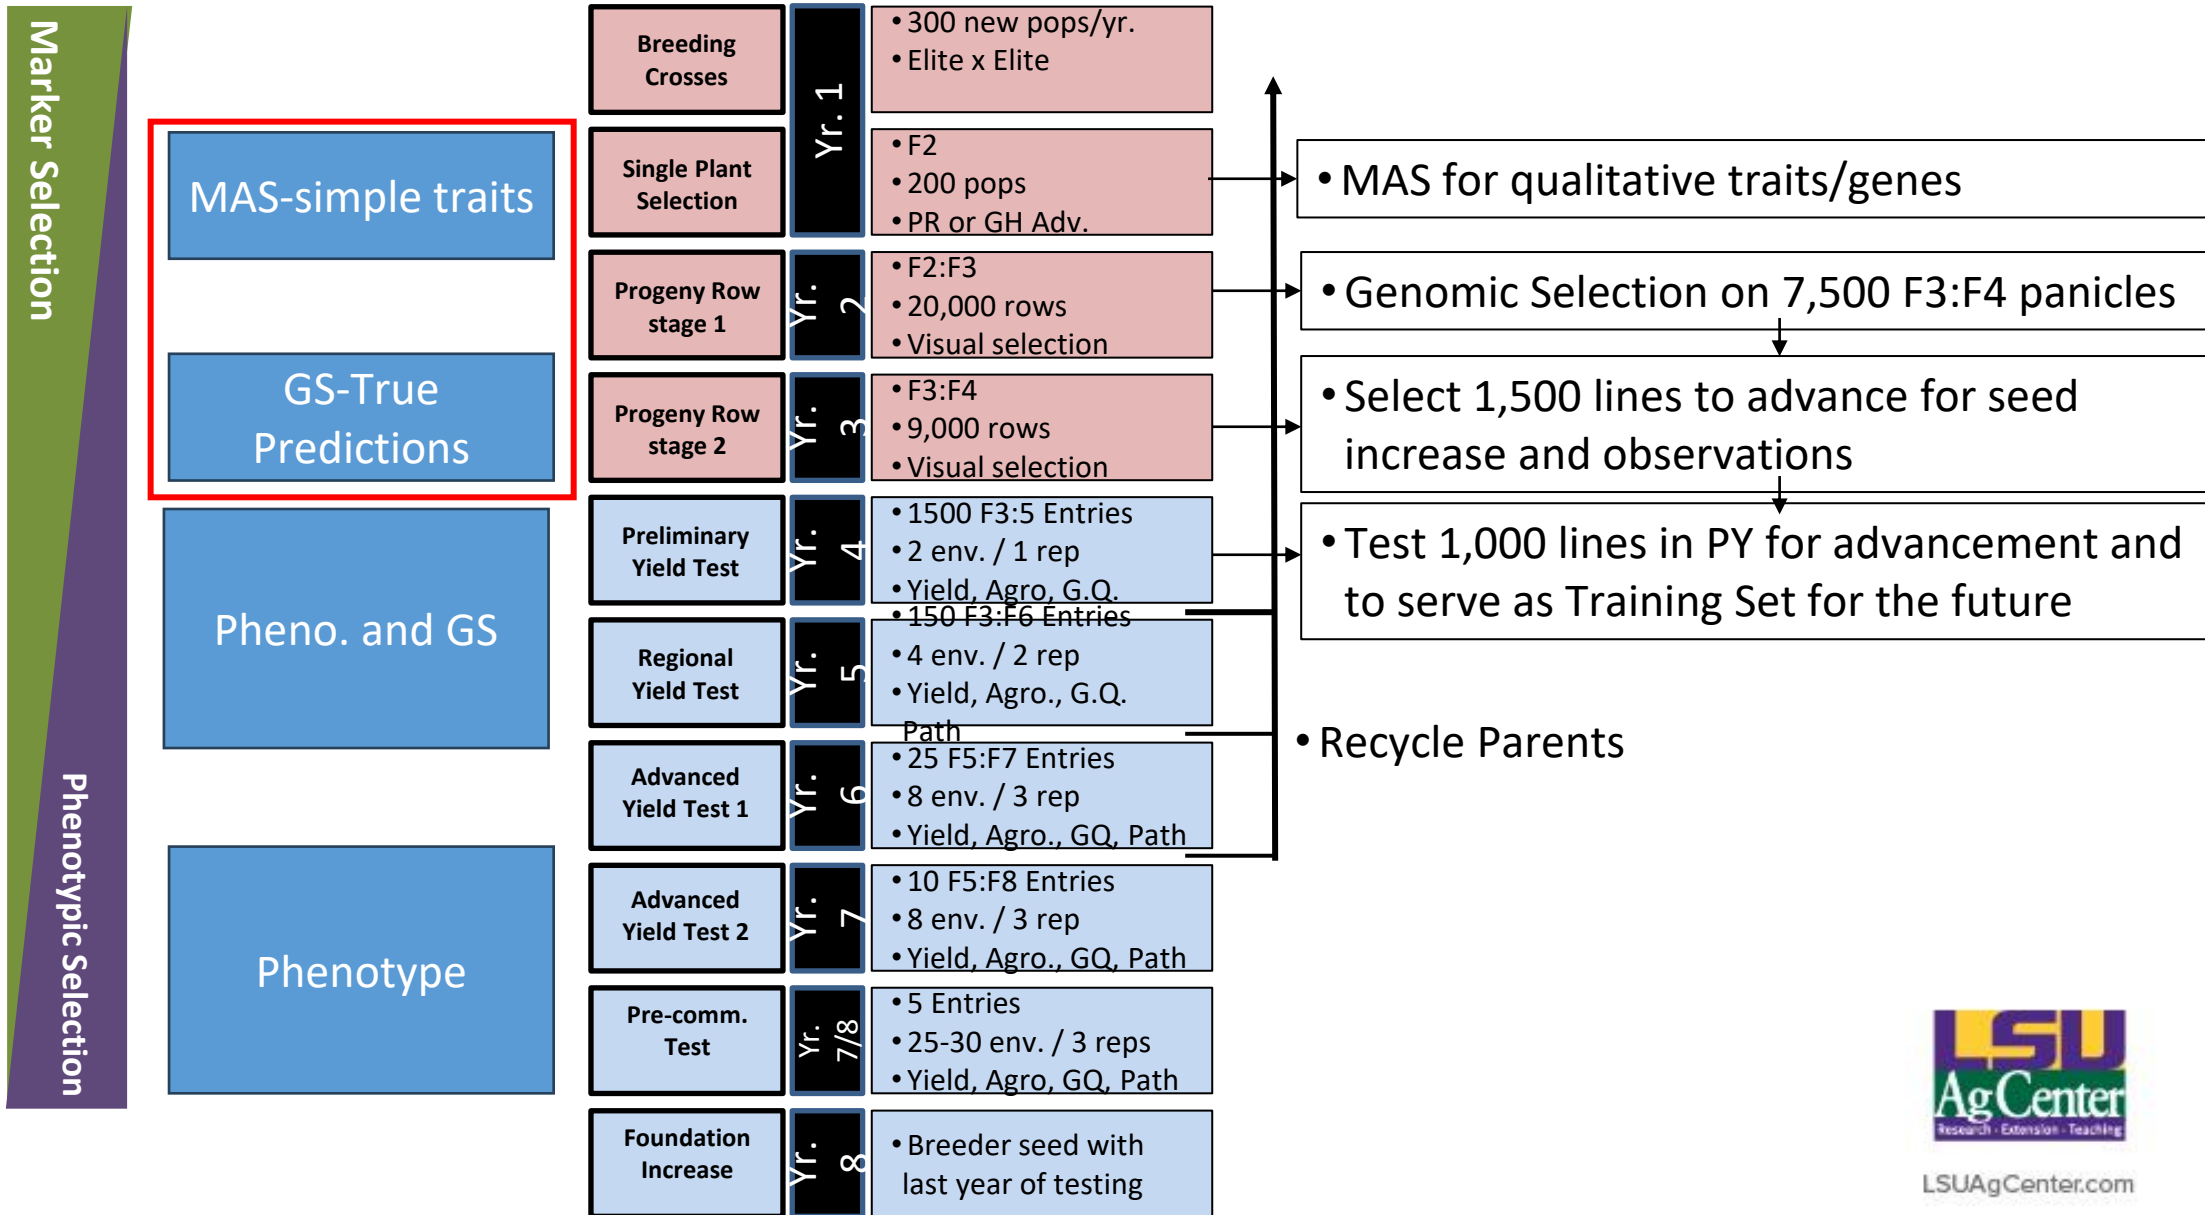 Marker Selection
Phenotypic Selection
MAS-simple traits
GS-True
Predictions
Pheno. and GS
Phenotype
Breeding
Crosses
Yr. 1
• 300 new pops/yr.
• Elite x Elite
Single Plant
Selection
• F2
• 200 pops
• PR or GH Adv.
Progeny Row
stage 1
Yr.
2
• F2:F3
• 20,000 rows
• Visual selection
Progeny Row
stage 2
Yr.
3
• F3:F4
• 9,000 rows
• Visual selection
Preliminary
Yield Test
Yr.
4
• 1500 F3:5 Entries
• 2 env. / 1 rep
• Yield, Agro, G.Q.
Regional
Yield Test
Yr.
5
• 150 F3:F6 Entries
• 4 env. / 2 rep
• Yield, Agro., G.Q.
Path
Advanced
Yield Test 1
Yr.
6
• 25 F5:F7 Entries
• 8 env. / 3 rep
• Yield, Agro., GQ, Path
Advanced
Yield Test 2
Yr.
7
• 10 F5:F8 Entries
• 8 env. / 3 rep
• Yield, Agro., GQ, Path
Pre-comm.
Test
Yr.
7/8
• 5 Entries
• 25-30 env. / 3 reps
• Yield, Agro, GQ, Path
Foundation
Increase
Yr.
8
• Breeder seed with
last year of testing
• MAS for qualitative traits/genes
• Genomic Selection on 7,500 F3:F4 panicles
• Select 1,500 lines to advance for seed
increase and observations
• Test 1,000 lines in PY for advancement and
to serve as Training Set for the future
• Recycle Parents
LSU
AgCenter
Research · Extension · Teaching
LSUAgCenter.com